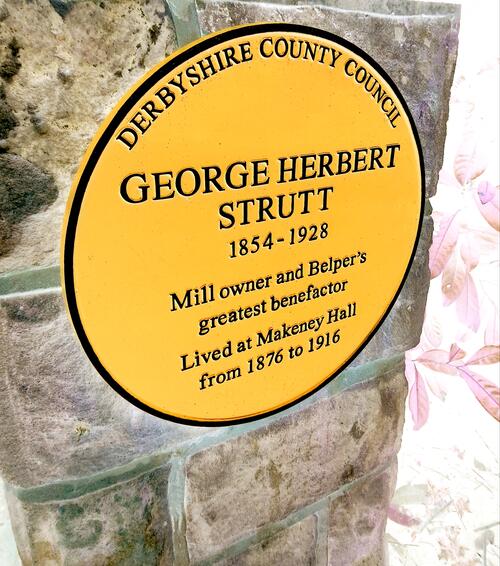 DERBYSHIRE COUNTY COUNCIL
GEORGE HERBERT
STRUTT
1854-1928
Mill owner and Belper's
greatest benefactor
Lived at Makeney Hall
from 1876 to 1916